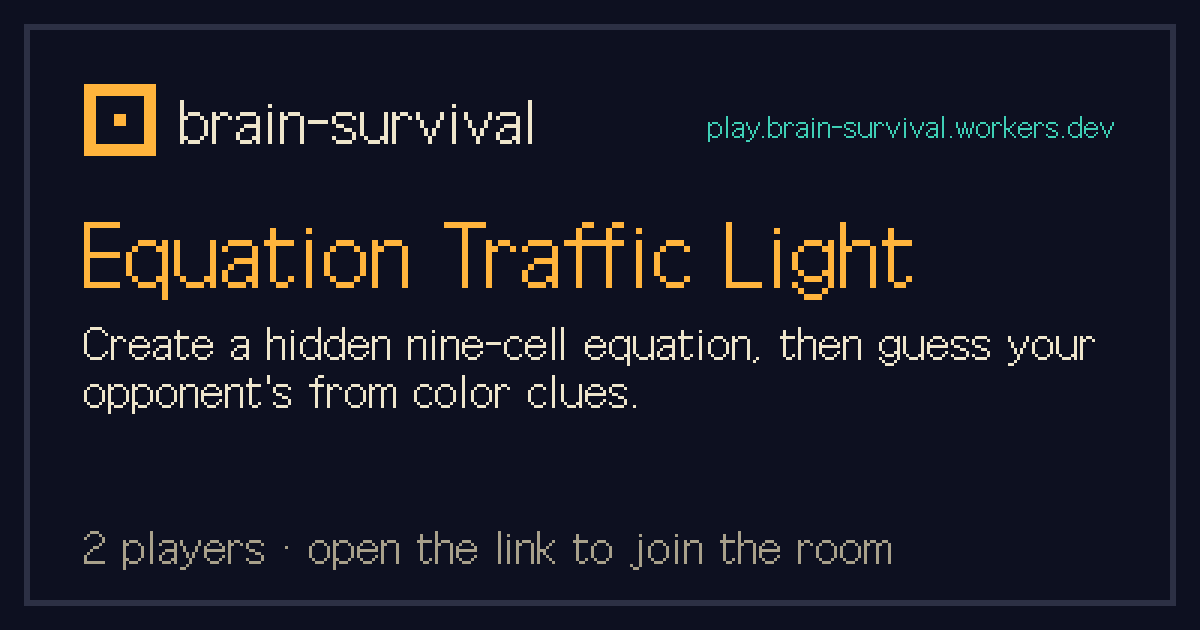 brain-survival
play.brain-survival.workers.dev
Equation Traffic Light
Create a hidden nine-cell equation, then guess your
opponent's from color clues.
2 players · open the link to join the room